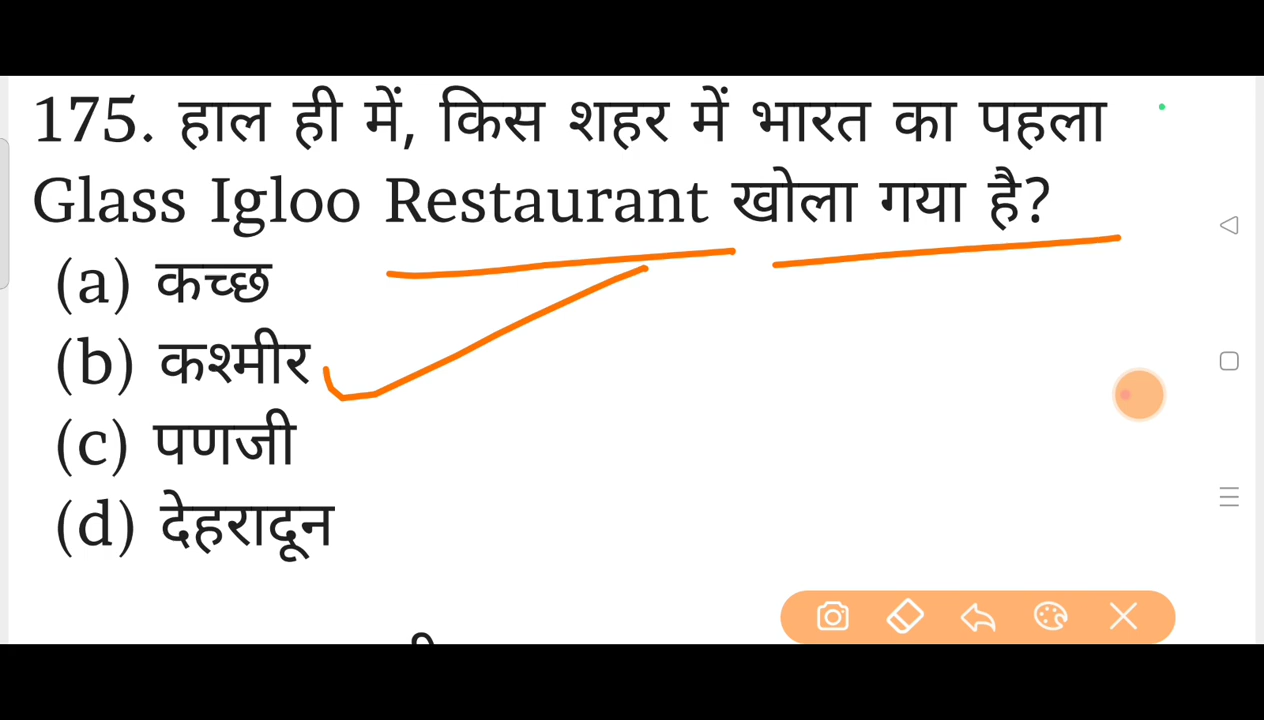 175. हाल ही में, किस शहर में भारत का पहला
Glass Igloo Restaurant खोला गया है?
(a) कच्छ
(b) कश्मीर
(c) पणजी
(d) देहरादून